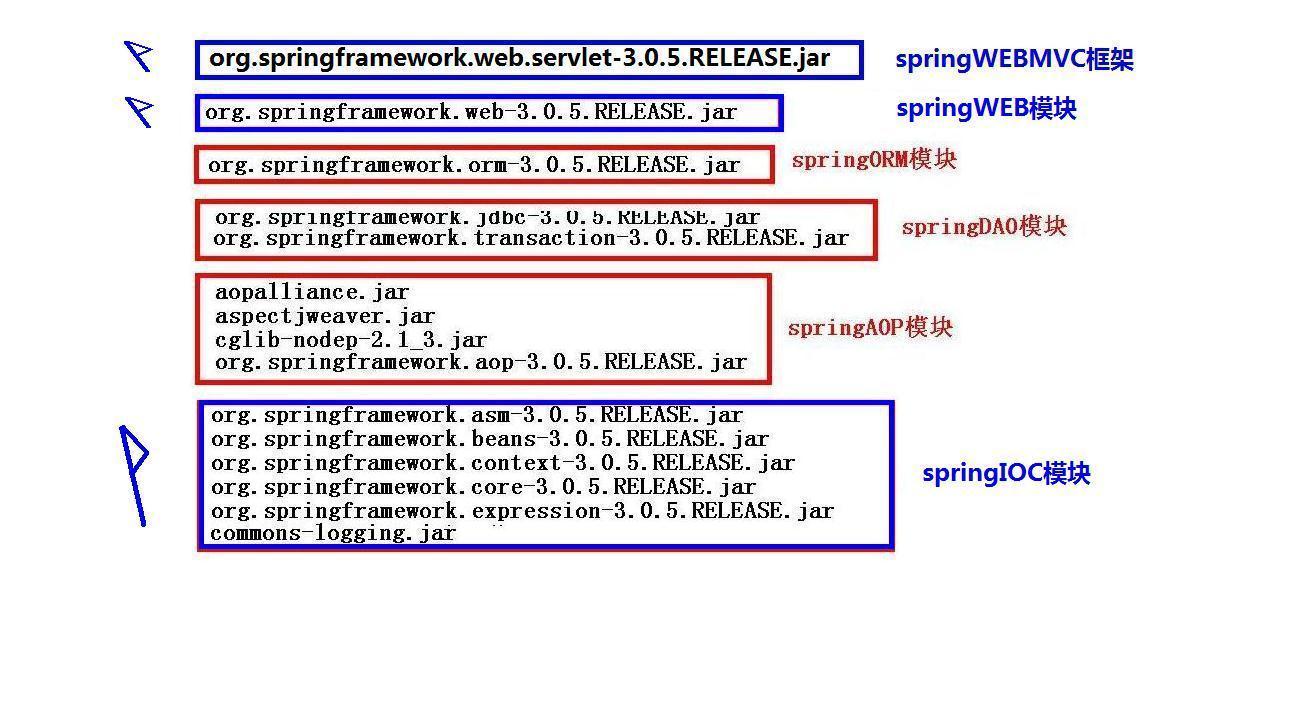 org.springframework.web.servlet-3.0.5.RELEASE.jar springWEBMVC框架
org.springframework.web-3.0.5.RELEASE.jar springWEB模块
org.springframework.orm-3.0.5.RELEASE.jar springORM模块
org.springframework.jdbc-3.0.5.RELEASE.jar
org.springframework.transaction-3.0.5.RELEASE.jar springDAO模块
aopalliance.jar
aspectjweaver.jar
cglib-nodep-2.1_3.jar springAOP模块
org.springframework.aop-3.0.5.RELEASE.jar
org.springframework.asm-3.0.5.RELEASE.jar
org.springframework.beans-3.0.5.RELEASE.jar
org.springframework.context-3.0.5.RELEASE.jar springIOC模块
org.springframework.core-3.0.5.RELEASE.jar
org.springframework.expression-3.0.5.RELEASE.jar
commons-logging.jar